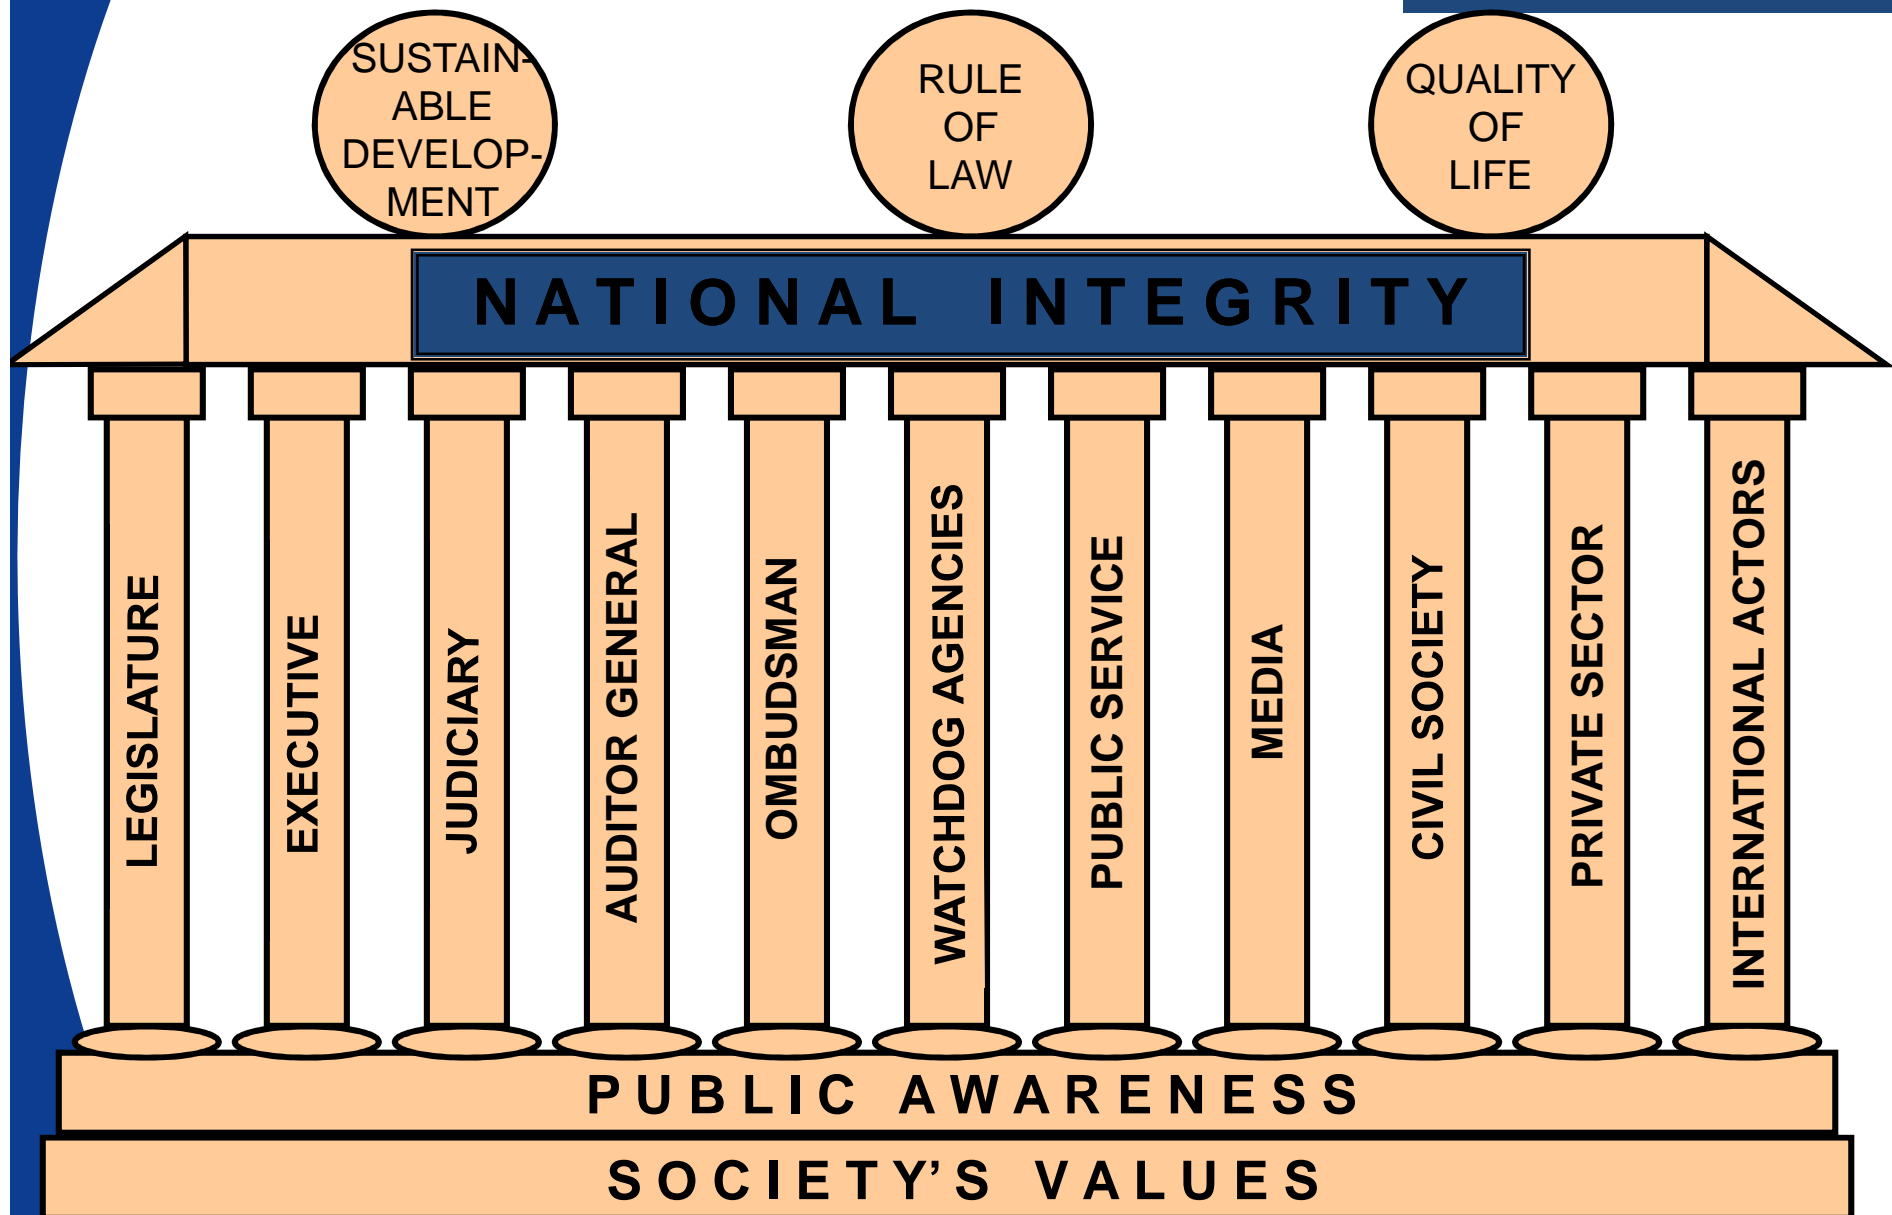 SUSTAIN-
ABLE
DEVELOP-
MENT
RULE
OF
LAW
QUALITY
OF
LIFE
NATIONAL INTEGRITY
LEGISLATURE
EXECUTIVE
JUDICIARY
AUDITOR GENERAL
OMBUDSMAN
WATCHDOG AGENCIES
PUBLIC SERVICE
MEDIA
CIVIL SOCIETY
PRIVATE SECTOR
INTERNATIONAL ACTORS
PUBLIC AWARENESS
SOCIETY’S VALUES